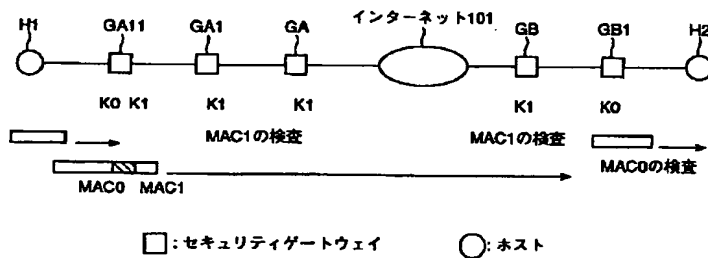 インターネット101
H1 GA11 GA1 GA GB GB1 H2
K0 K1 K1 K1 K1 K0
MAC1の検査 MAC1の検査
MAC0の検査
MAC0 MAC1
:セキュリティゲートウェイ :ホスト